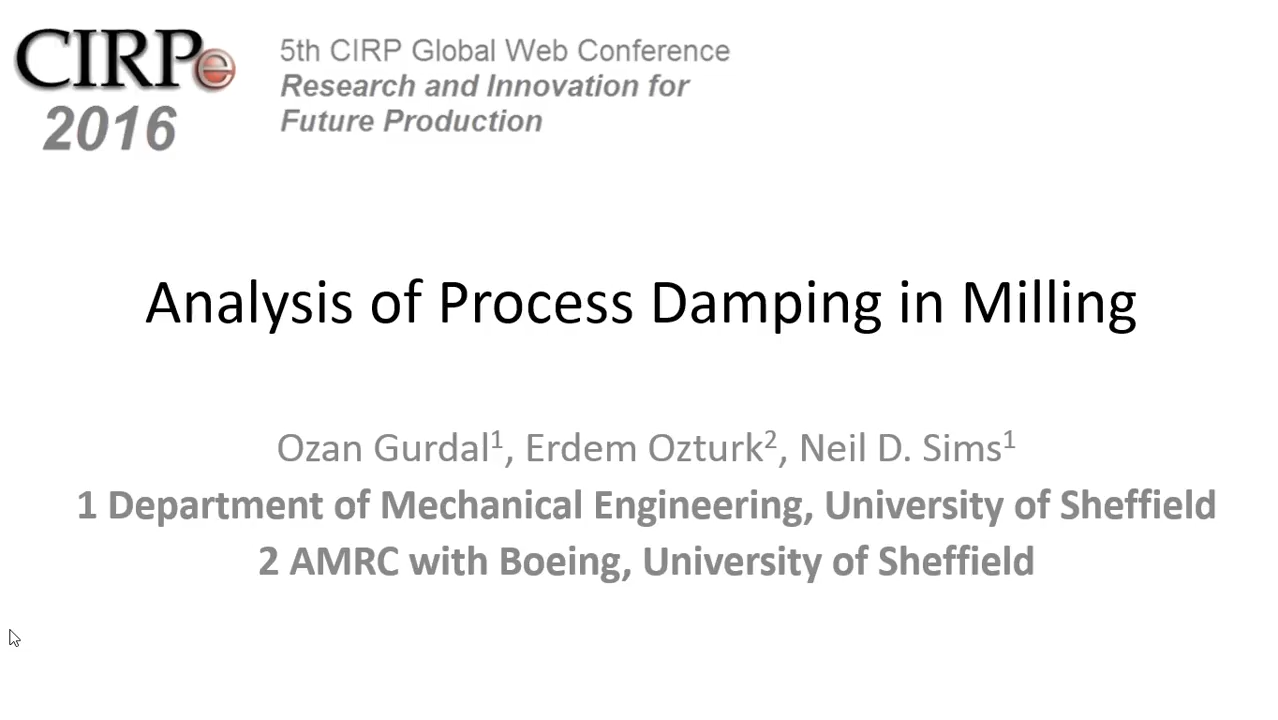 CIRPe
2016
5th CIRP Global Web Conference
Research and Innovation for
Future Production
Analysis of Process Damping in Milling
Ozan Gurdal¹, Erdem Ozturk², Neil D. Sims¹
1 Department of Mechanical Engineering, University of Sheffield
2 AMRC with Boeing, University of Sheffield